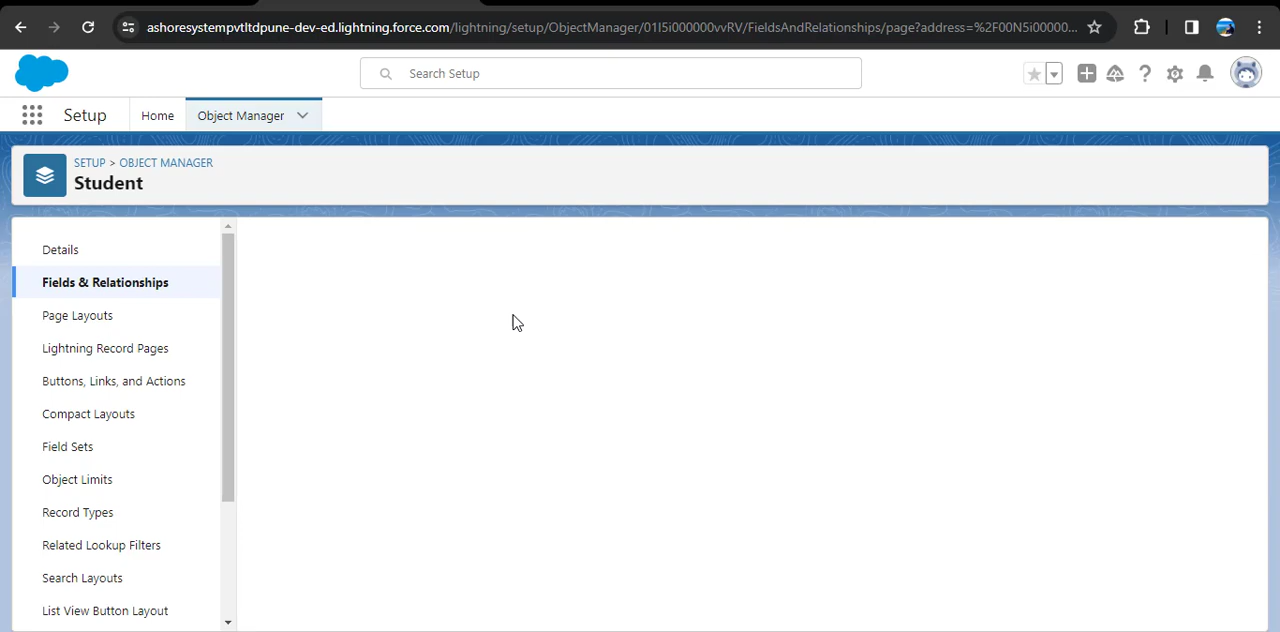 ashoresystempvtltdpune-dev-ed.lightning.force.com/lightning/setup/ObjectManager/01I5i000000vvRV/FieldsAndRelationships/page?address=%2F00N5i00000...
Search Setup
Setup
Home
Object Manager
SETUP > OBJECT MANAGER
Student
Details
Fields & Relationships
Page Layouts
Lightning Record Pages
Buttons, Links, and Actions
Compact Layouts
Field Sets
Object Limits
Record Types
Related Lookup Filters
Search Layouts
List View Button Layout